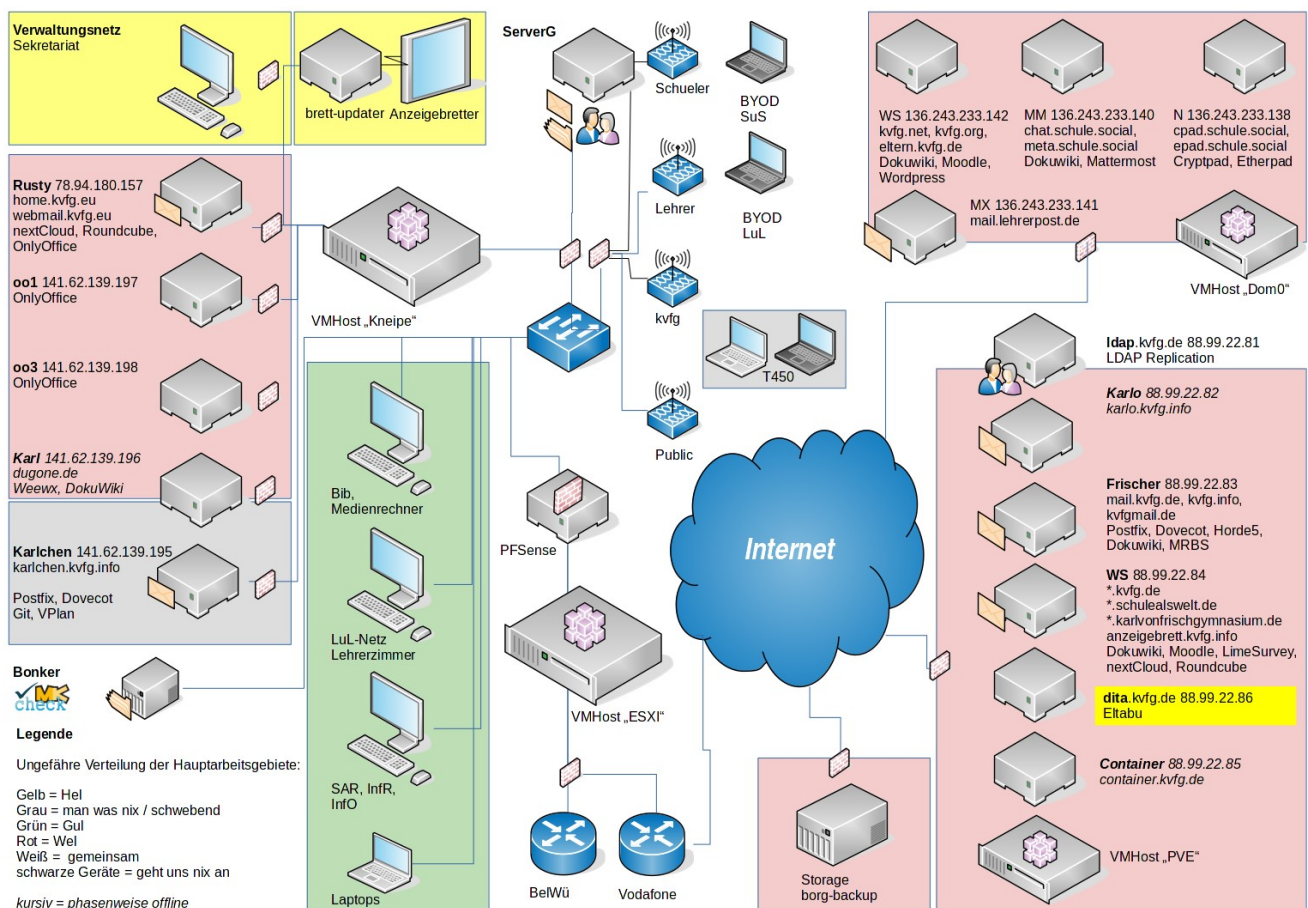 Verwaltungsnetz
Sekretariat
brett-updater
Anzeigebretter
ServerG
Schueler
BYOD
SuS
Lehrer
BYOD
LuL
kvfg
T450
Public
WS 136.243.233.142
kvfg.net, kvfg.org,
eltern.kvfg.de
Dokuwiki, Moodle,
Wordpress
MM 136.243.233.140
chat.schule.social,
meta.schule.social
Dokuwiki, Mattermost
N 136.243.233.138
cpad.schule.social,
epad.schule.social
Cryptpad, Etherpad
MX 136.243.233.141
mail.lehrerpost.de
VMHost „Dom0“
Rusty 78.94.180.157
home.kvfg.eu
webmail.kvfg.eu
nextCloud, Roundcube,
OnlyOffice
oo1 141.62.139.197
OnlyOffice
oo3 141.62.139.198
OnlyOffice
Karl 141.62.139.196
dugone.de
Weewx, DokuWiki
Karlchen 141.62.139.195
karlchen.kvfg.info
Postfix, Dovecot
Git, VPlan
VMHost „Kneipe“
Bib,
Medienrechner
LuL-Netz
Lehrerzimmer
SAR, InfR,
InfO
Laptops
PFSense
VMHost „ESXI“
BelWü
Vodafone
Internet
Storage
borg-backup
ldap.kvfg.de 88.99.22.81
LDAP Replication
Karlo 88.99.22.82
karlo.kvfg.info
Frischer 88.99.22.83
mail.kvfg.de, kvfg.info,
kvfgmail.de
Postfix, Dovecot, Horde5,
Dokuwiki, MRBS
WS 88.99.22.84
*.kvfg.de
*.schulealswelt.de
*.karlvonfrischgymnasium.de
anzeigebrett.kvfg.info
Dokuwiki, Moodle, LimeSurvey,
nextCloud, Roundcube
dita.kvfg.de 88.99.22.86
Eltabu
Container 88.99.22.85
container.kvfg.de
VMHost „PVE“
Bonker
MK
check
Legende
Ungefähre Verteilung der Hauptarbeitsgebiete:
Gelb = Hel
Grau = man was nix / schwebend
Grün = Gul
Rot = Wel
Weiß = gemeinsam
schwarze Geräte = geht uns nix an
kursiv = phasenweise offline